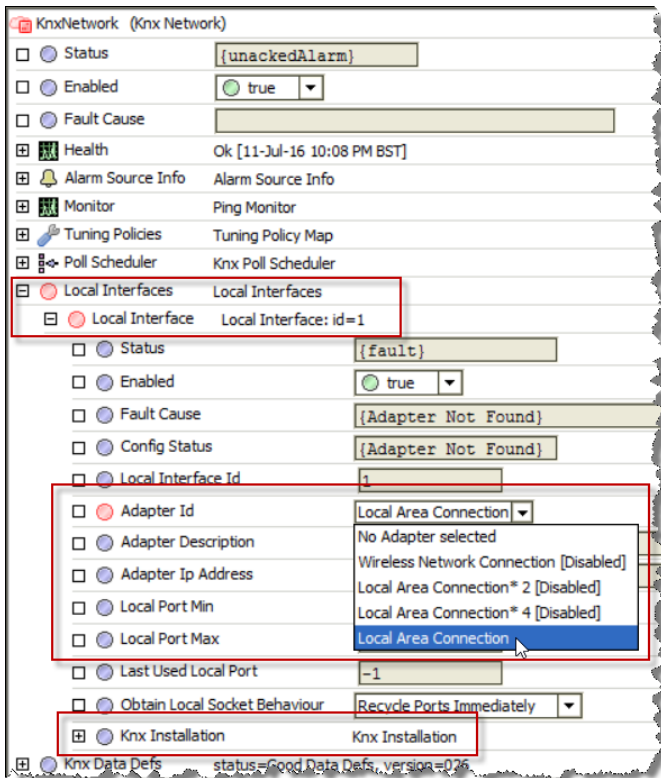 KnxNetwork (Knx Network)
Status {unackedAlarm}
Enabled true
Fault Cause
Health Ok [11-Jul-16 10:08 PM BST]
Alarm Source Info Alarm Source Info
Monitor Ping Monitor
Tuning Policies Tuning Policy Map
Poll Scheduler Knx Poll Scheduler
Local Interfaces Local Interfaces
Local Interface Local Interface: id=1
Status {fault}
Enabled true
Fault Cause {Adapter Not Found}
Config Status {Adapter Not Found}
Local Interface Id 1
Adapter Id Local Area Connection
Adapter Description No Adapter selected
Wireless Network Connection [Disabled]
Adapter Ip Address Local Area Connection* 2 [Disabled]
Local Port Min Local Area Connection* 4 [Disabled]
Local Port Max Local Area Connection
Last Used Local Port -1
Obtain Local Socket Behaviour Recycle Ports Immediately
Knx Installation Knx Installation
Knx Data Defs status=Good Data Defs, version=026